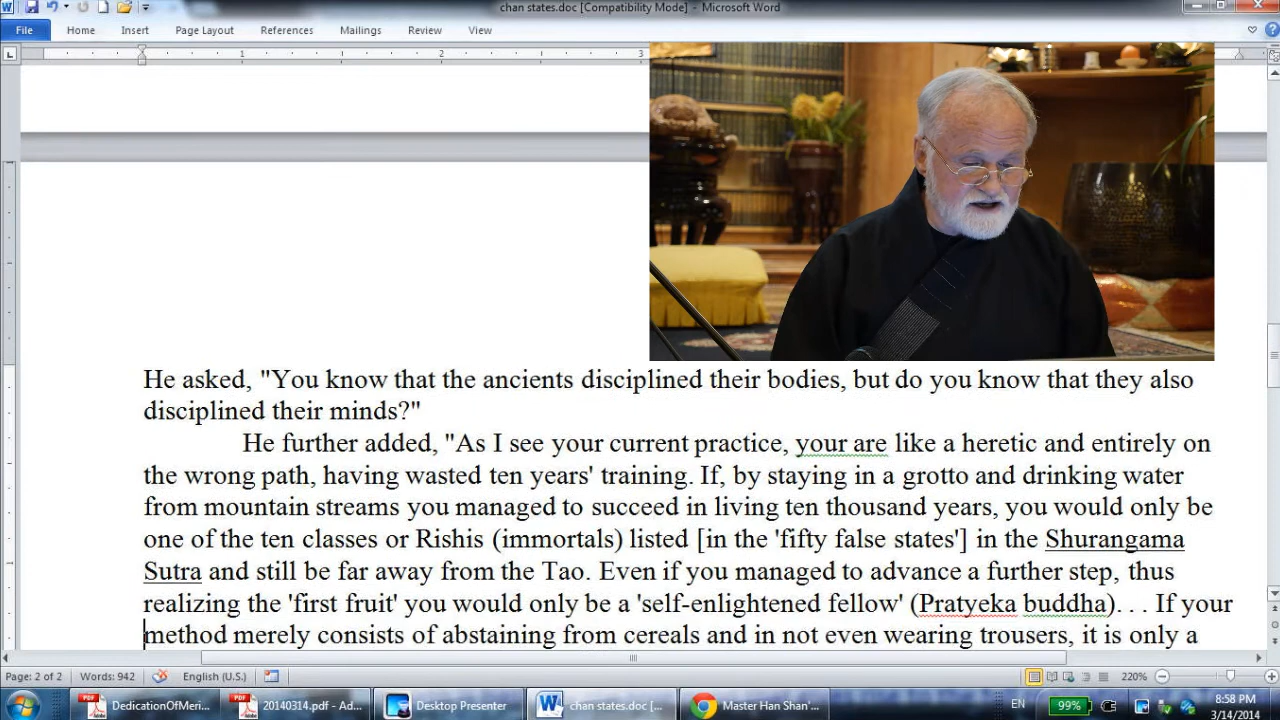 chan states.doc [Compatibility Mode] - Microsoft Word
File Home Insert Page Layout References Mailings Review View
1 2 3
He asked, "You know that the ancients disciplined their bodies, but do you know that they also
disciplined their minds?"
He further added, "As I see your current practice, your are like a heretic and entirely on
the wrong path, having wasted ten years' training. If, by staying in a grotto and drinking water
from mountain streams you managed to succeed in living ten thousand years, you would only be
one of the ten classes or Rishis (immortals) listed [in the 'fifty false states'] in the Shurangama
Sutra and still be far away from the Tao. Even if you managed to advance a further step, thus
realizing the 'first fruit' you would only be a 'self-enlightened fellow' (Pratyeka buddha). . . If your
method merely consists of abstaining from cereals and in not even wearing trousers, it is only a
Page: 2 of 2 Words: 942 English (U.S.) 220%
DedicationOfMeri... 20140314.pdf - Ad... Desktop Presenter chan states.doc [... Master Han Shan'... EN 99% 8:58 PM
3/14/2014